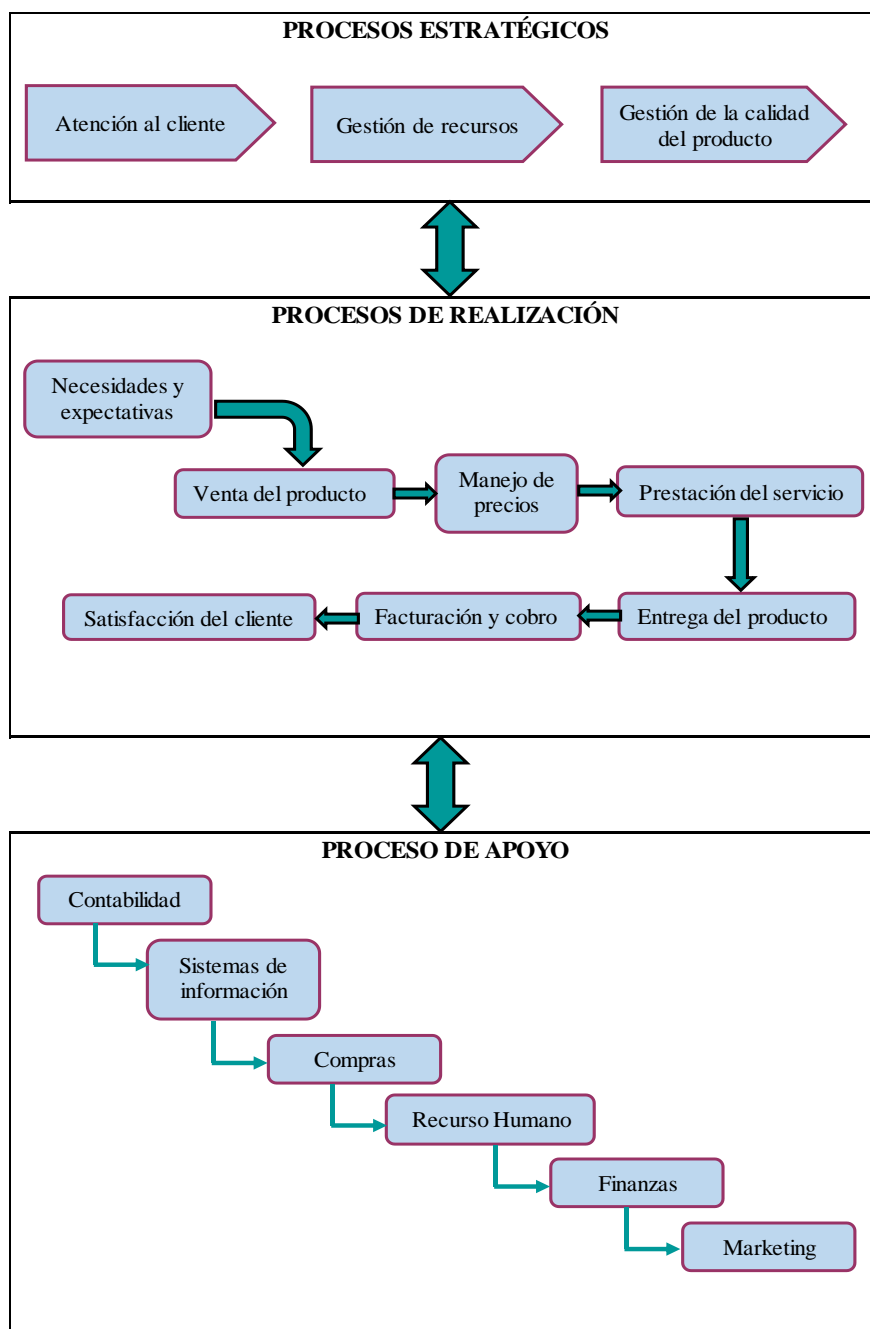 PROCESOS ESTRATÉGICOS
Atención al cliente
Gestión de recursos
Gestión de la calidad
del producto
PROCESOS DE REALIZACIÓN
Necesidades y
expectativas
Venta del producto
Manejo de
precios
Prestación del servicio
Satisfacción del cliente
Facturación y cobro
Entrega del producto
PROCESO DE APOYO
Contabilidad
Sistemas de
información
Compras
Recurso Humano
Finanzas
Marketing